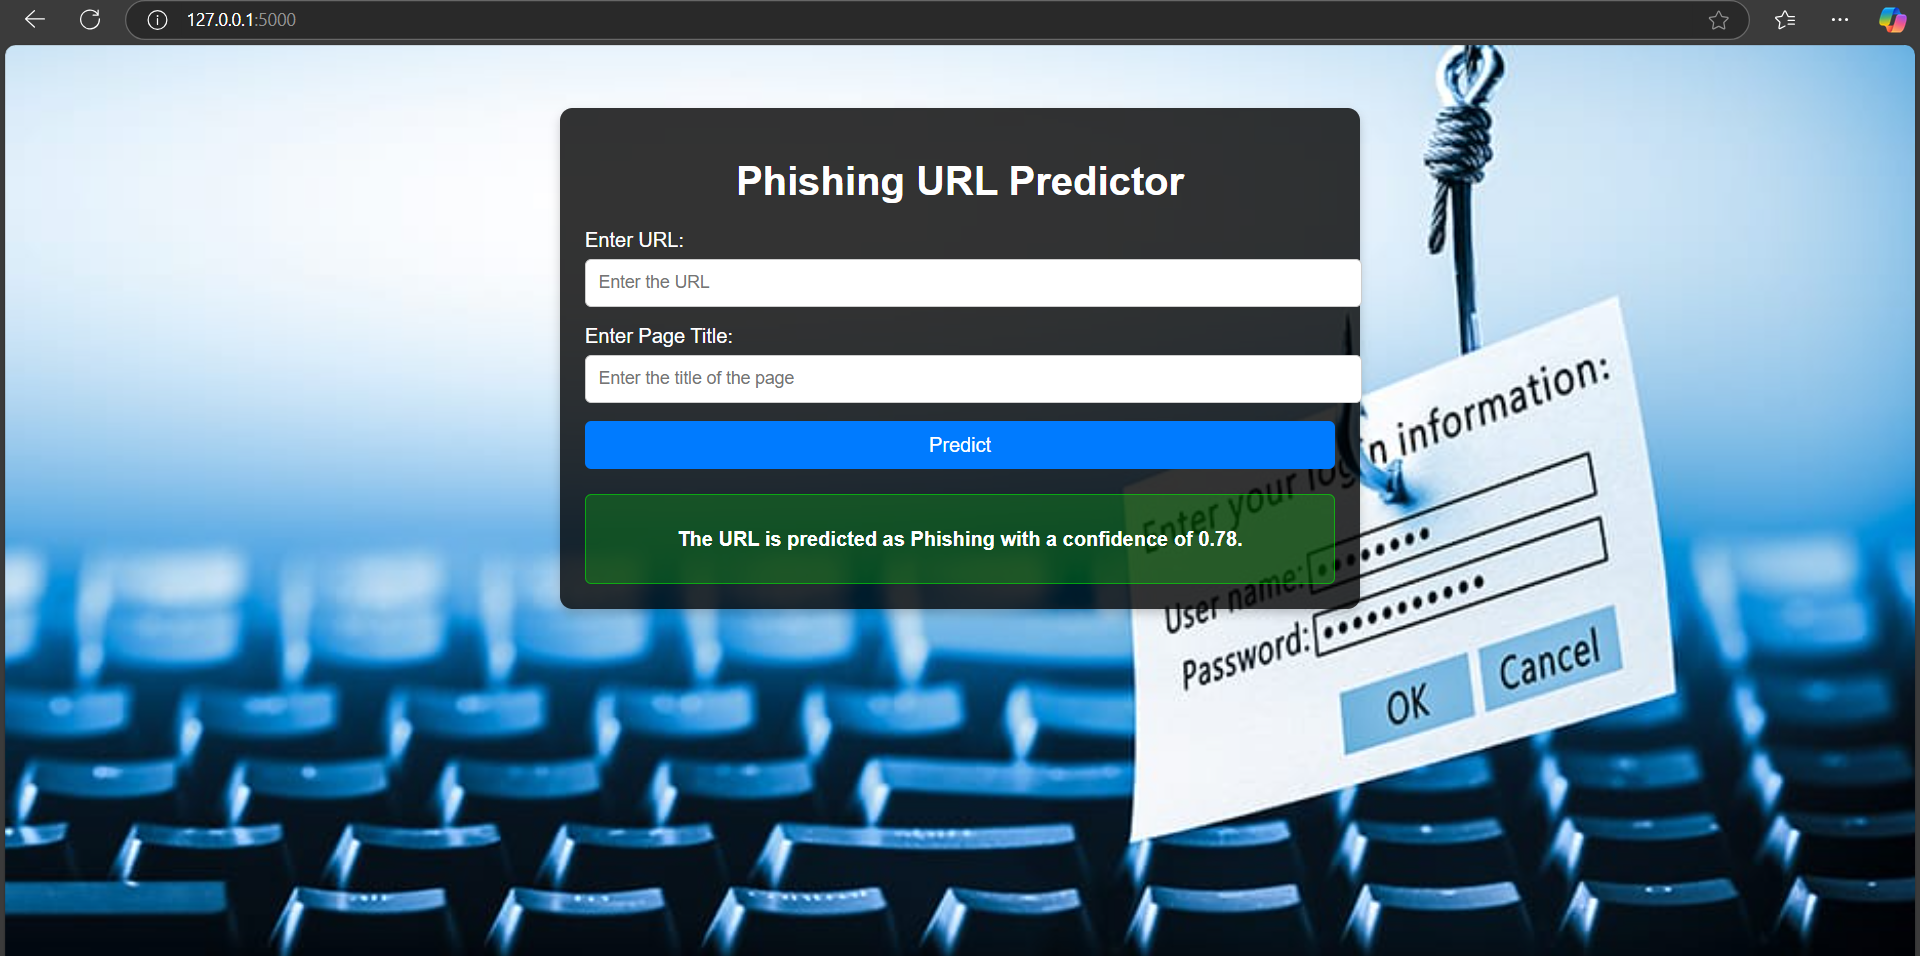 127.0.0.1:5000
Phishing URL Predictor
Enter URL:
Enter the URL
Enter Page Title:
Enter the title of the page
Predict
The URL is predicted as Phishing with a confidence of 0.78.
Enter your login information:
User name:
Password:
OK
Cancel